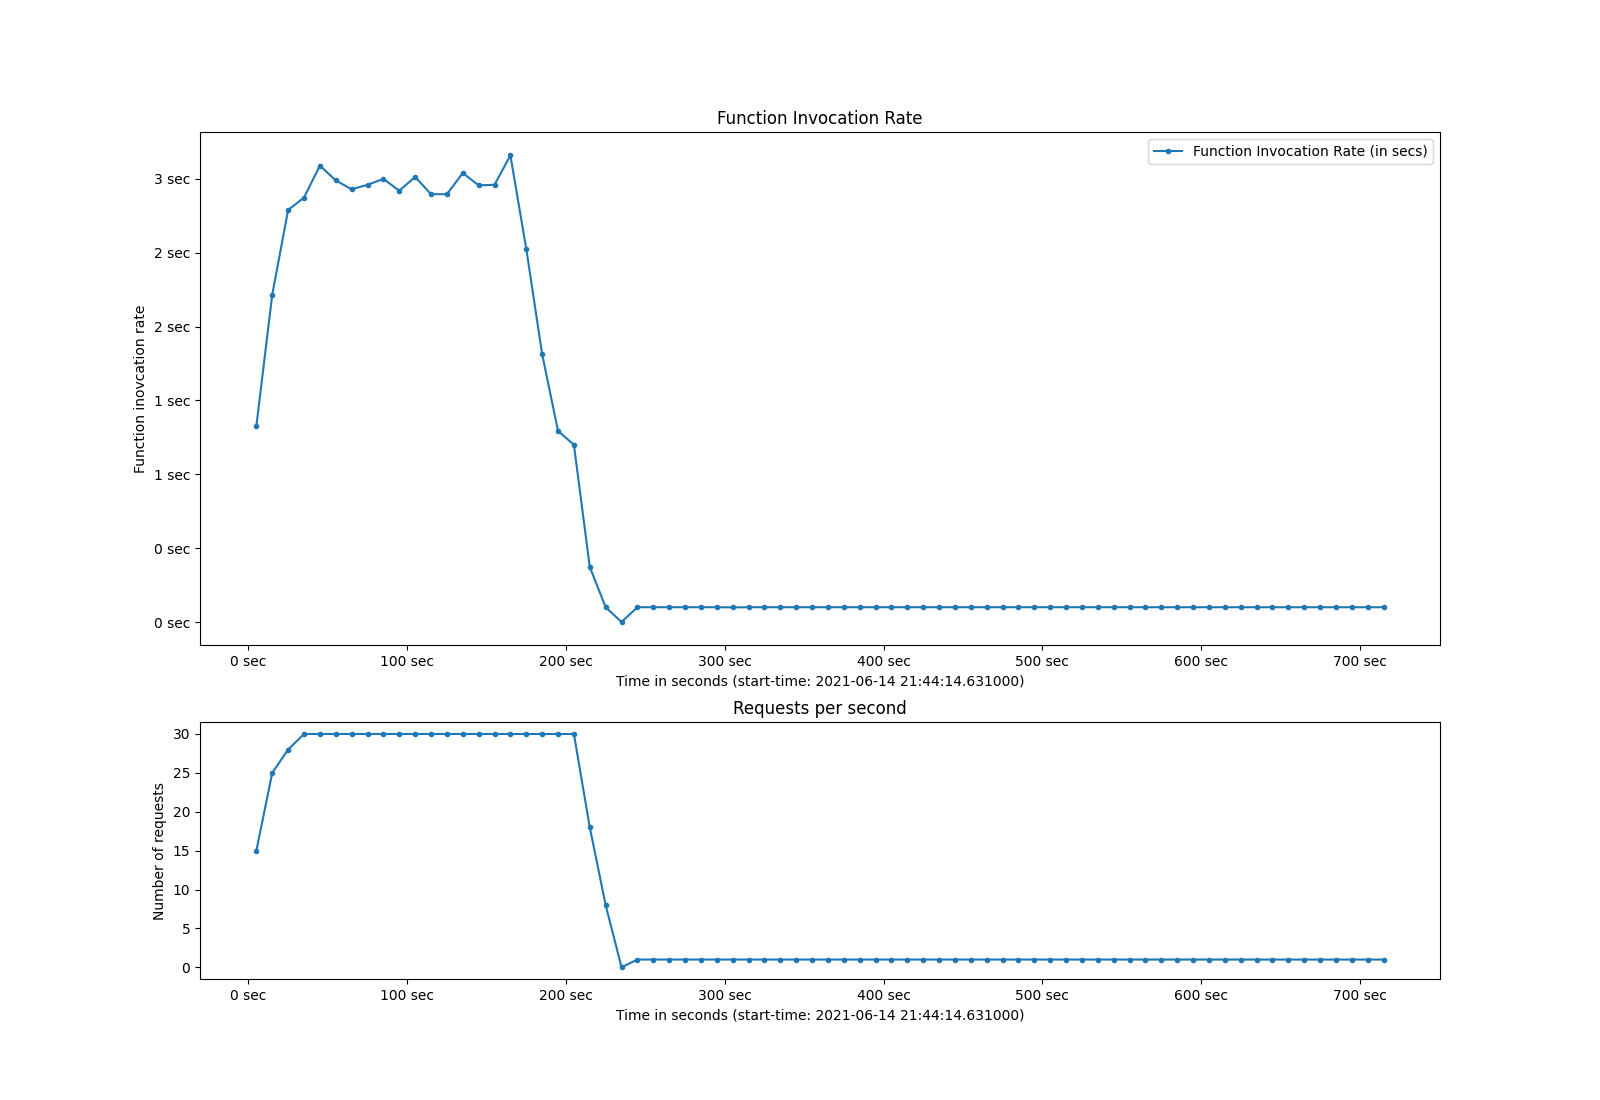 Function Invocation Rate
Function Invocation Rate (in secs)
3 sec
2 sec
2 sec
1 sec
1 sec
0 sec
0 sec
Function inovcation rate
0 sec 100 sec 200 sec 300 sec 400 sec 500 sec 600 sec 700 sec
Time in seconds (start-time: 2021-06-14 21:44:14.631000)
Requests per second
30
25
20
15
10
5
0
Number of requests
0 sec 100 sec 200 sec 300 sec 400 sec 500 sec 600 sec 700 sec
Time in seconds (start-time: 2021-06-14 21:44:14.631000)